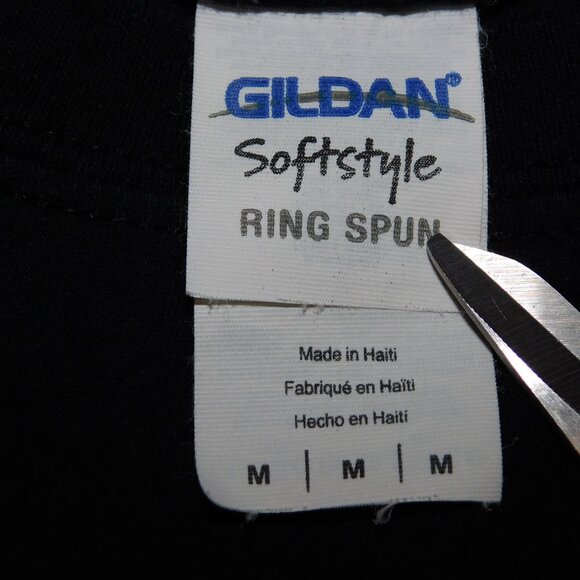 GILDAN®
Softstyle
RING SPUN
Made in Haiti
Fabriqué en Haïti
Hecho en Haiti
M | M | M